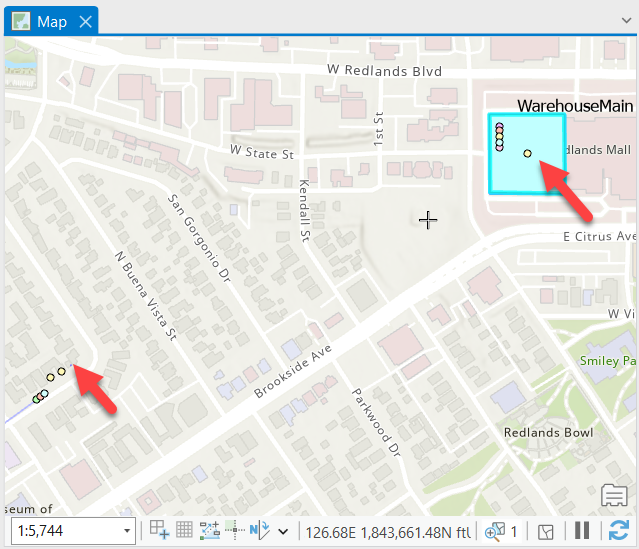 Map
W Redlands Blvd
WarehouseMain
1st St
W State St
dlands Mall
Kendall St
San Gorgonio Dr
E Citrus Ave
N Buena Vista St
W Vi
Smiley Pa
Brookside Ave
Parkwood Dr
Redlands Bowl
seum of
1:5,744
126.68E 1,843,661.48N ftI
1